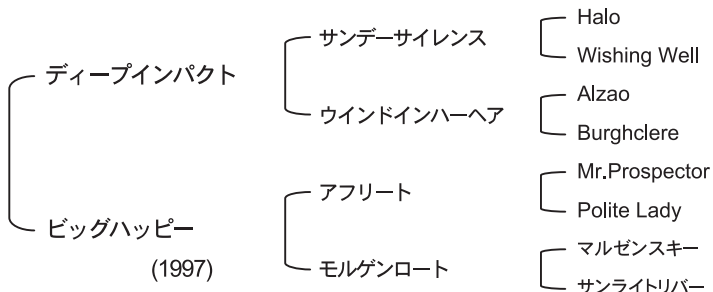 ディープインパクト
ビッグハッピー
(1997)
サンデーサイレンス
ウインドインハーヘア
アフリート
モルゲンロート
Halo
Wishing Well
Alzao
Burghclere
Mr.Prospector
Polite Lady
マルゼンスキー
サンライトリバー